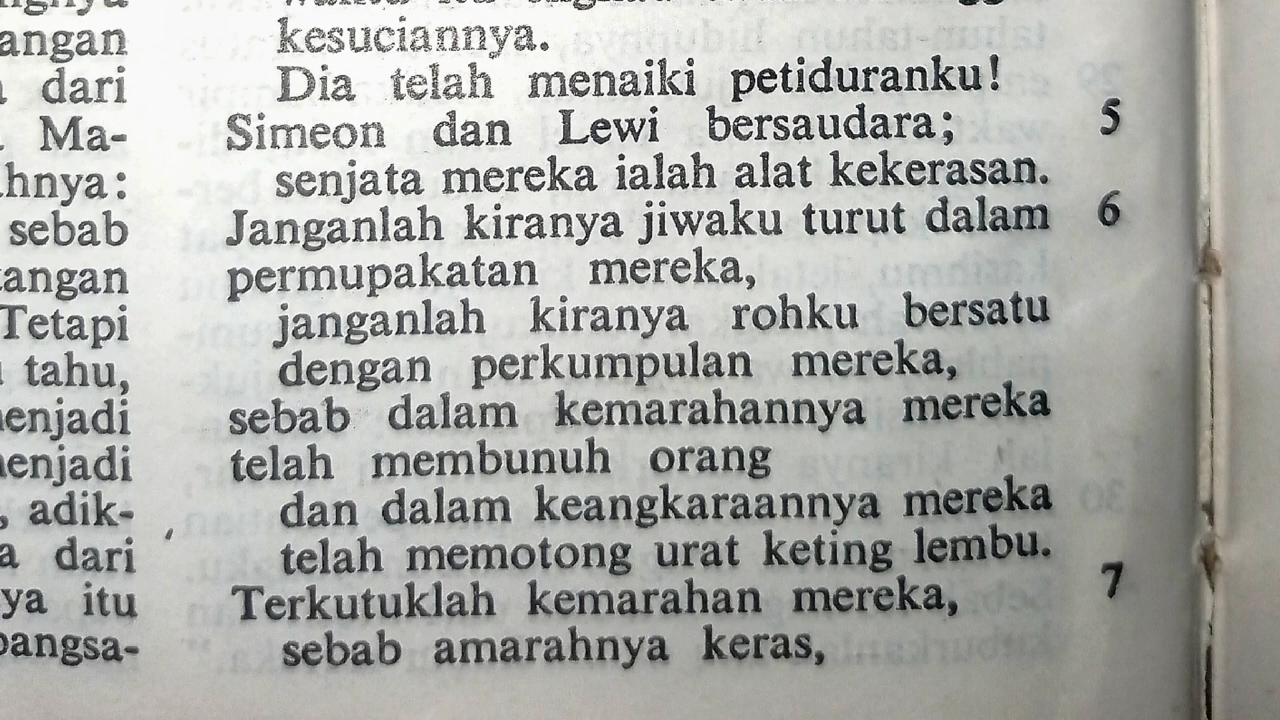 angan
dari
Ma-
hnya:
sebab
angan
Tetapi
tahu,
enjadi
enjadi
, adik-
a dari
ya itu
bangsa-
kesuciannya.
Dia telah menaiki petiduranku!
Simeon dan Lewi bersaudara; 5
senjata mereka ialah alat kekerasan.
Janganlah kiranya jiwaku turut dalam 6
permupakatan mereka,
janganlah kiranya rohku bersatu
dengan perkumpulan mereka,
sebab dalam kemarahannya mereka
telah membunuh orang
dan dalam keangkaraannya mereka
telah memotong urat keting lembu.
Terkutuklah kemarahan mereka, 7
sebab amarahnya keras,